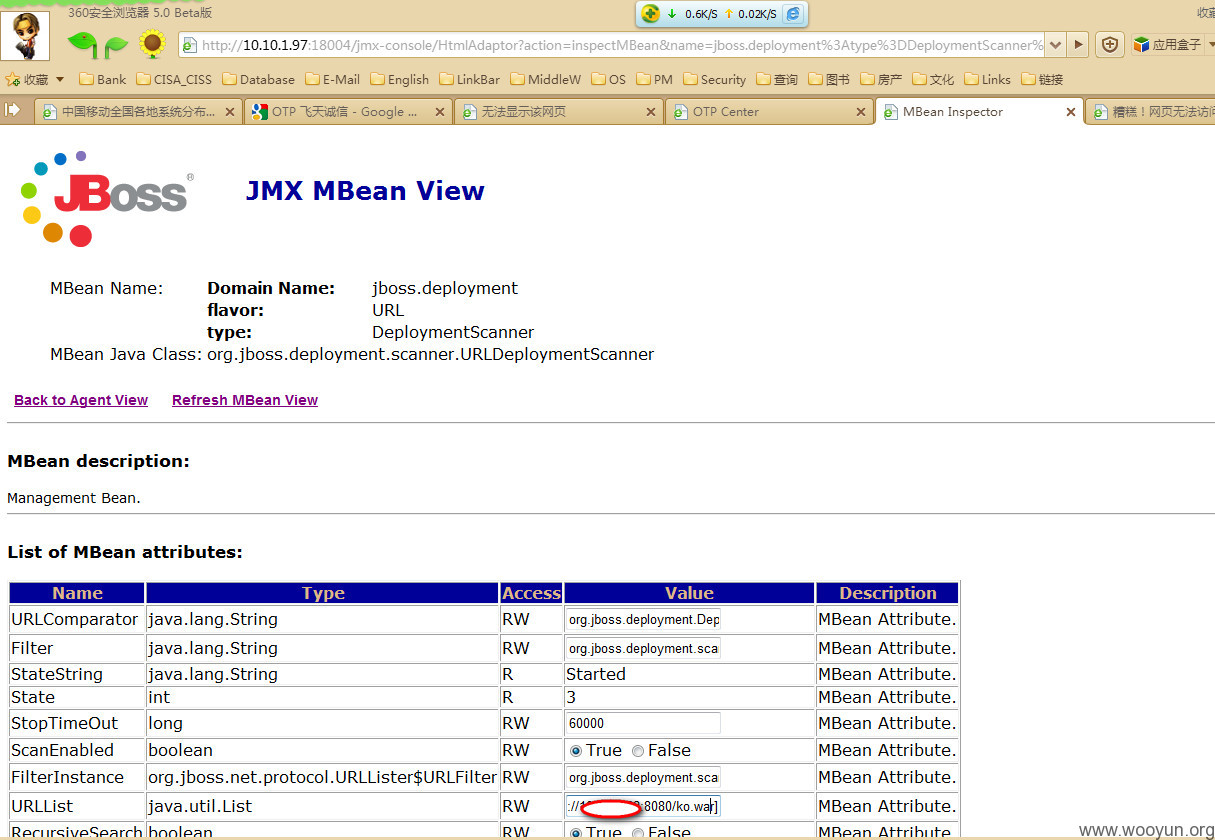 360安全浏览器 5.0 Beta版
0.6K/S 0.02K/S
收藏
http://10.10.1.97:18004/jmx-console/HtmlAdaptor?action=inspectMBean&name=jboss.deployment%3Atype%3DDeploymentScanner%
应用盒子
收藏 Bank CISA_CISS Database E-Mail English LinkBar MiddleW OS PM Security 查询 图书 房产 文化 Links 链接
中国移动全国各地系统分布... OTP 飞天诚信 - Google ... 无法显示该网页 OTP Center MBean Inspector 糟糕！网页无法访问
JBoss® JMX MBean View
MBean Name: Domain Name: jboss.deployment
flavor: URL
type: DeploymentScanner
MBean Java Class: org.jboss.deployment.scanner.URLDeploymentScanner
Back to Agent View Refresh MBean View
MBean description:
Management Bean.
List of MBean attributes:
Name Type Access Value Description
URLComparator java.lang.String RW org.jboss.deployment.Dep MBean Attribute.
Filter java.lang.String RW org.jboss.deployment.sca MBean Attribute.
StateString java.lang.String R Started MBean Attribute.
State int R 3 MBean Attribute.
StopTimeOut long RW 60000 MBean Attribute.
ScanEnabled boolean RW True False MBean Attribute.
FilterInstance org.jboss.net.protocol.URLLister$URLFilter RW org.jboss.deployment.sca MBean Attribute.
URLList java.util.List RW :8080/ko.war] MBean Attribute.
RecursiveSearch boolean RW True False MBean Attribute.
www.wooyun.org